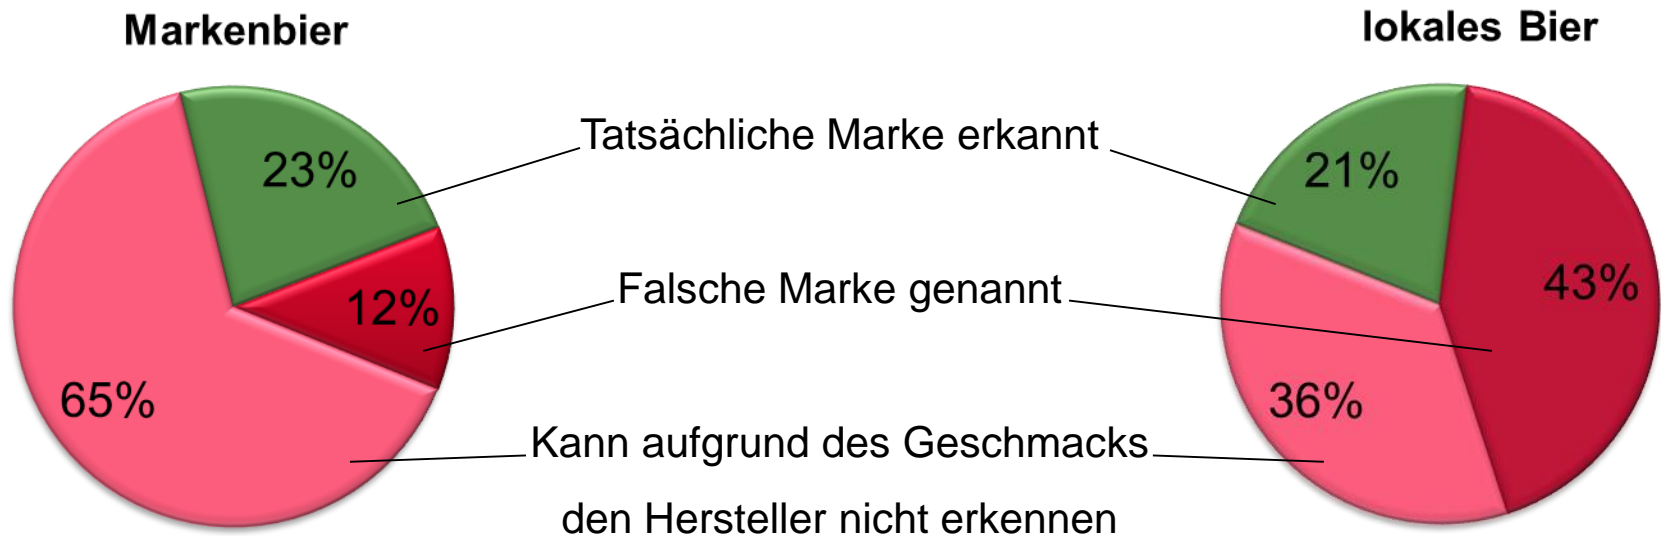 Markenbier
lokales Bier
Tatsächliche Marke erkannt
23%
21%
Falsche Marke genannt
12%
43%
65%
36%
Kann aufgrund des Geschmacks
den Hersteller nicht erkennen